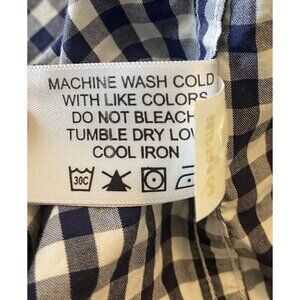 MACHINE WASH COLD
WITH LIKE COLORS
DO NOT BLEACH
TUMBLE DRY LOW
COOL IRON
30C